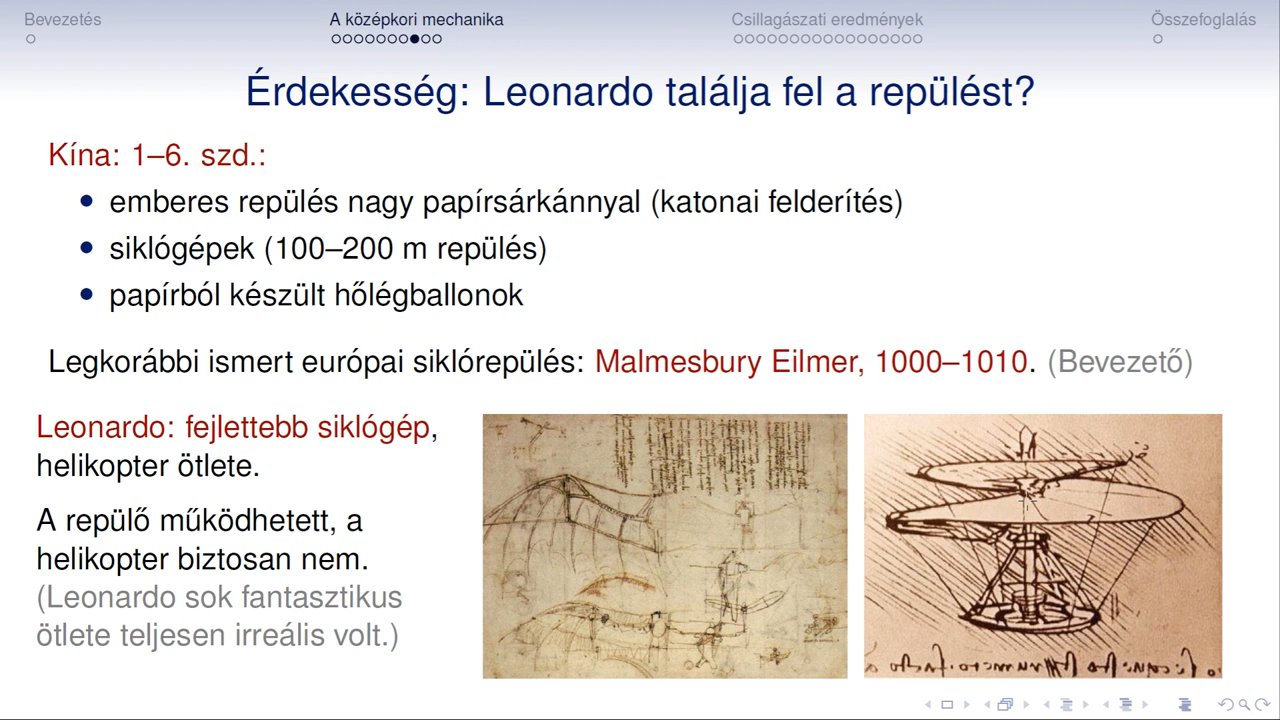 Bevezetés
A középkori mechanika
Csillagászati eredmények
Összefoglalás
Érdekesség: Leonardo találja fel a repülést?
Kína: 1–6. szd.:
emberes repülés nagy papírsárkánnyal (katonai felderítés)
siklógépek (100–200 m repülés)
papírból készült hőlégballonok
Legkorábbi ismert európai siklórepülés: Malmesbury Eilmer, 1000–1010. (Bevezető)
Leonardo: fejlettebb siklógép,
helikopter ötlete.
A repülő működhetett, a
helikopter biztosan nem.
(Leonardo sok fantasztikus
ötlete teljesen irreális volt.)